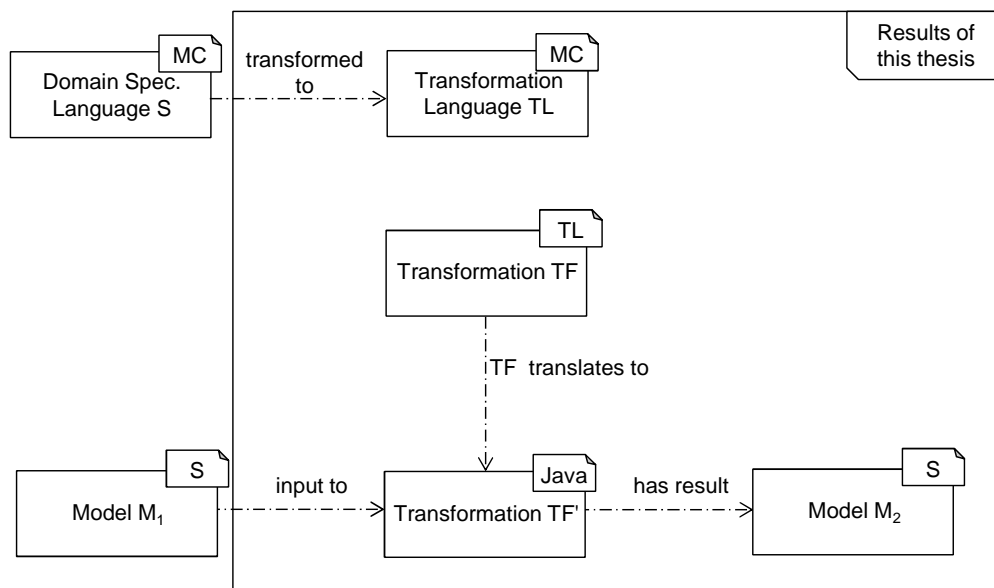 MC
Domain Spec.
Language S
transformed
to
MC
Transformation
Language TL
Results of
this thesis
TL
Transformation TF
TF translates to
S
Model M₁
input to
Java
Transformation TF'
has result
S
Model M₂